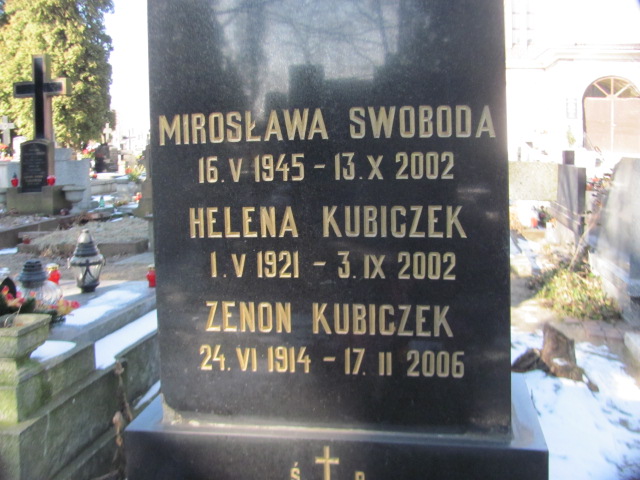 MIROSŁAWA SWOBODA
16. V 1945 - 13. X 2002
HELENA KUBICZEK
1. V 1921 - 3. IX 2002
ZENON KUBICZEK
24. VI 1914 - 17. II 2006
Ś P